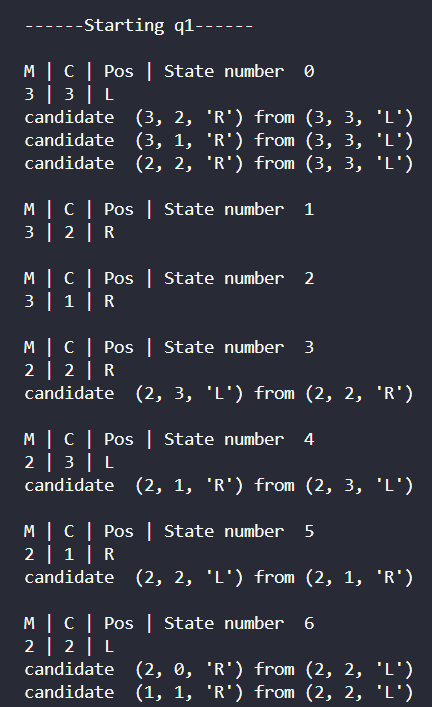 ------Starting q1------
M | C | Pos | State number  0
3 | 3 | L
candidate  (3, 2, 'R') from (3, 3, 'L')
candidate  (3, 1, 'R') from (3, 3, 'L')
candidate  (2, 2, 'R') from (3, 3, 'L')
M | C | Pos | State number  1
3 | 2 | R
M | C | Pos | State number  2
3 | 1 | R
M | C | Pos | State number  3
2 | 2 | R
candidate  (2, 3, 'L') from (2, 2, 'R')
M | C | Pos | State number  4
2 | 3 | L
candidate  (2, 1, 'R') from (2, 3, 'L')
M | C | Pos | State number  5
2 | 1 | R
candidate  (2, 2, 'L') from (2, 1, 'R')
M | C | Pos | State number  6
2 | 2 | L
candidate  (2, 0, 'R') from (2, 2, 'L')
candidate  (1, 1, 'R') from (2, 2, 'L')